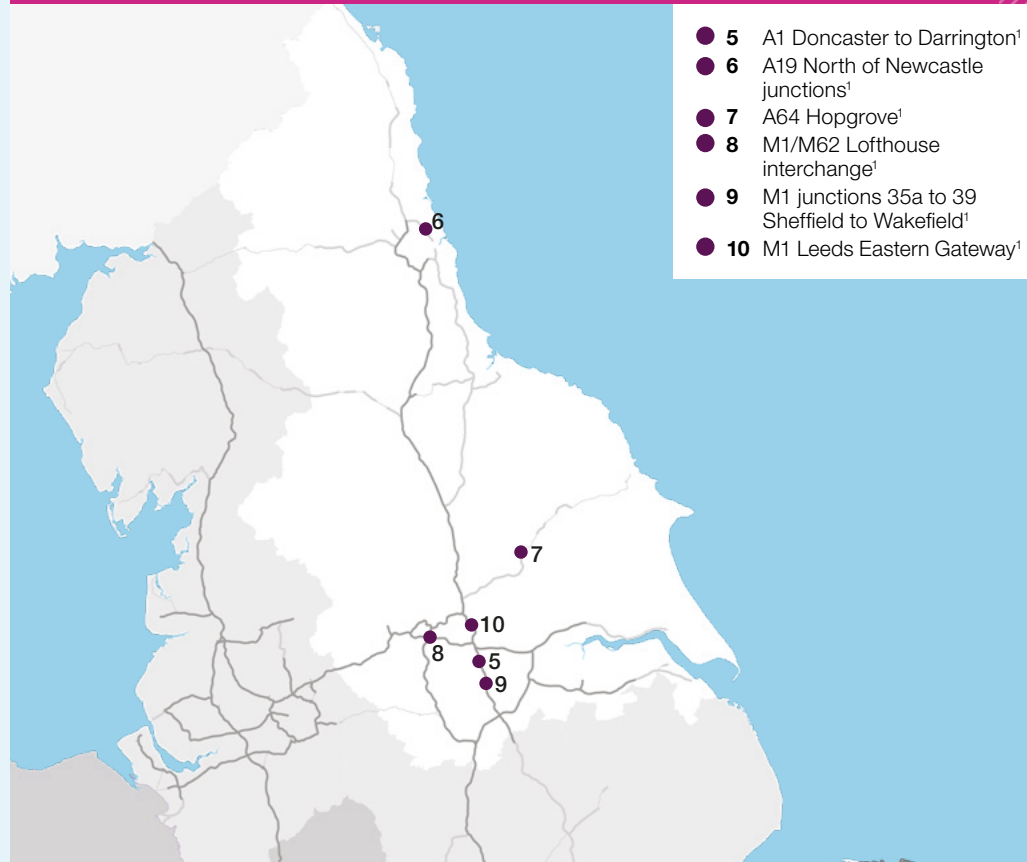 5 A1 Doncaster to Darrington¹
6 A19 North of Newcastle
junctions¹
7 A64 Hopgrove¹
8 M1/M62 Lofthouse
interchange¹
9 M1 junctions 35a to 39
Sheffield to Wakefield¹
10 M1 Leeds Eastern Gateway¹
6
7
10
8
5
9